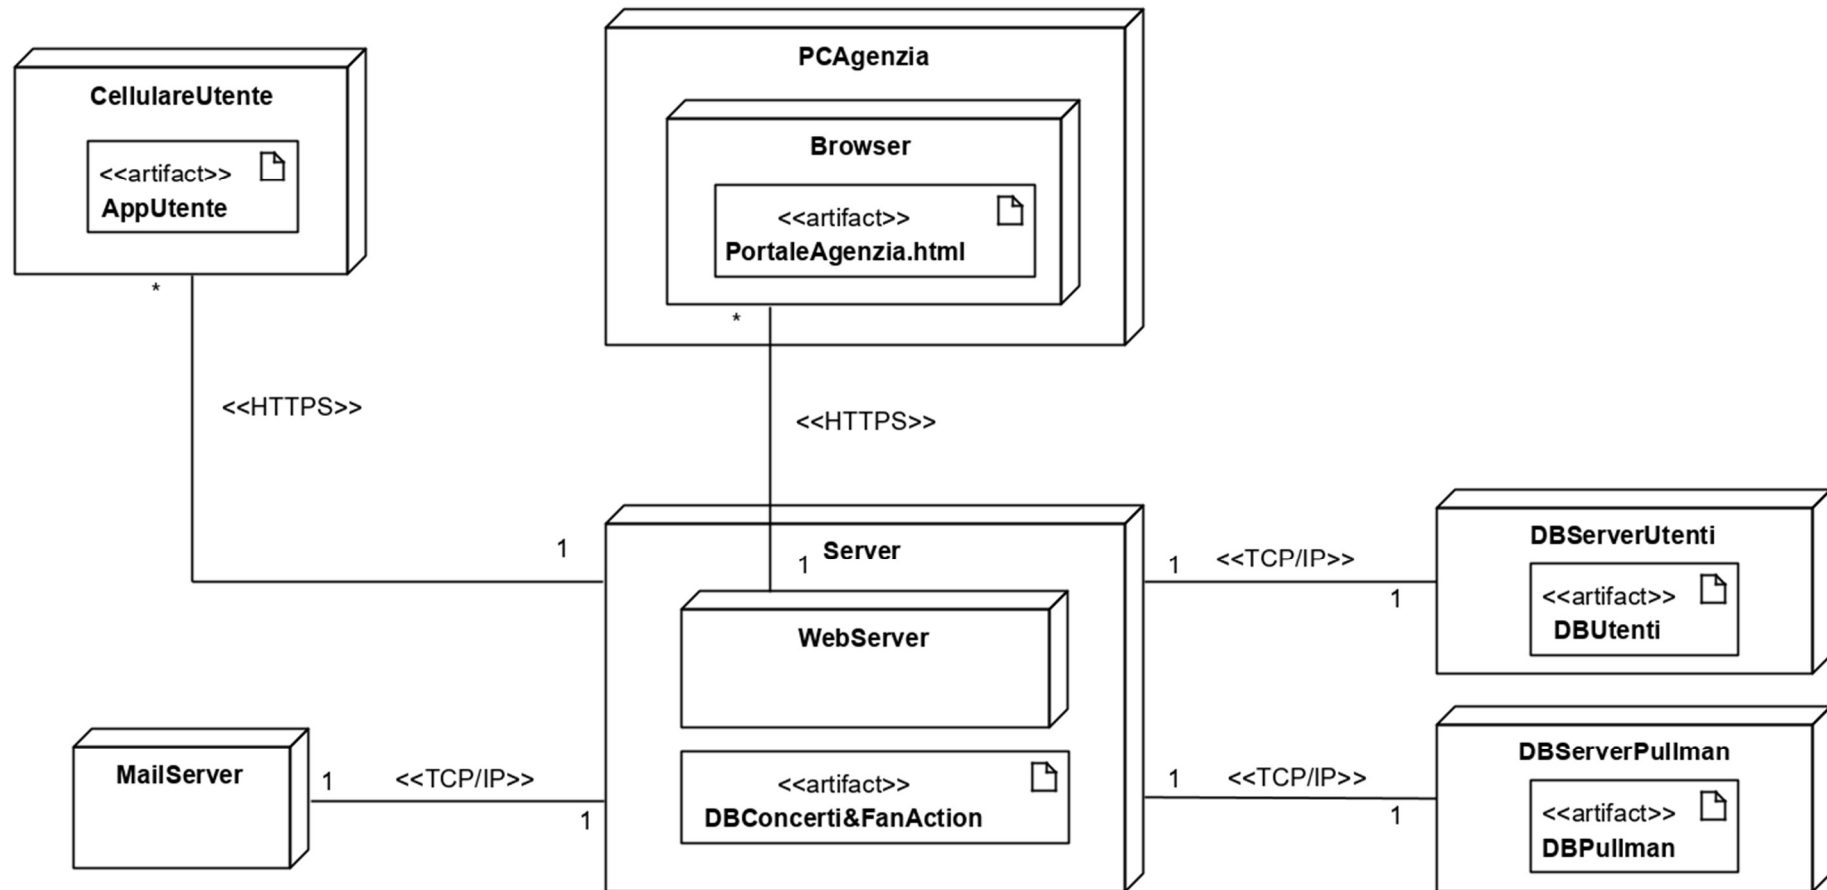 PCAgenzia
CellulareUtente
Browser
<<artifact>>
AppUtente
<<artifact>>
PortaleAgenzia.html
*
*
<<HTTPS>>
<<HTTPS>>
1
Server
1
WebServer
1
<<TCP/IP>>
1
DBServerUtenti
<<artifact>>
DBUtenti
MailServer
1
<<TCP/IP>>
1
<<artifact>>
DBConcerti&FanAction
1
<<TCP/IP>>
1
DBServerPullman
<<artifact>>
DBPullman